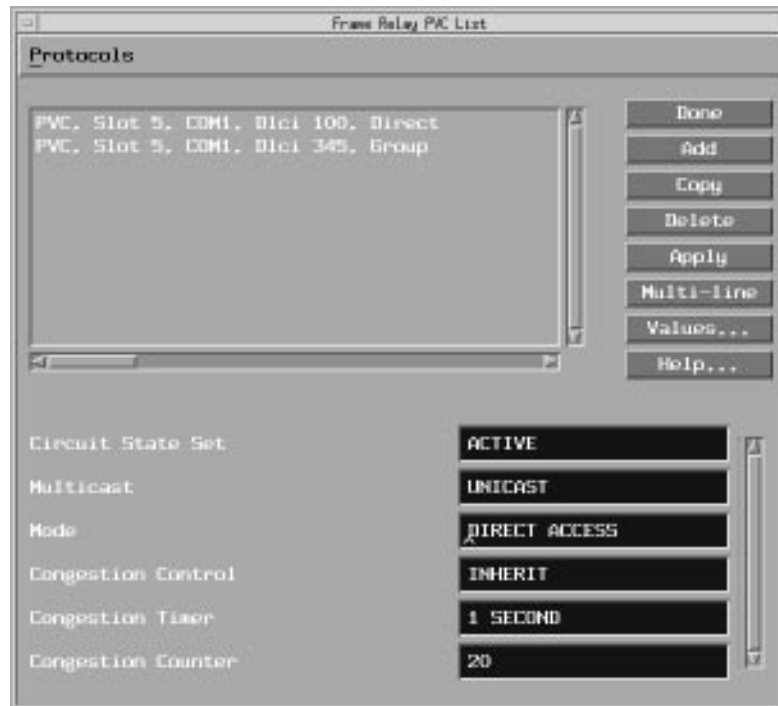 Frame Relay PVC List
Protocols
PVC, Slot 5, COM1, Dlci 100, Direct
PVC, Slot 5, COM1, Dlci 345, Group
Done
Add
Copy
Delete
Apply
Multi-line
Values...
Help...
Circuit State Set
ACTIVE
Multicast
UNICAST
Mode
DIRECT ACCESS
Congestion Control
INHERIT
Congestion Timer
1 SECOND
Congestion Counter
20